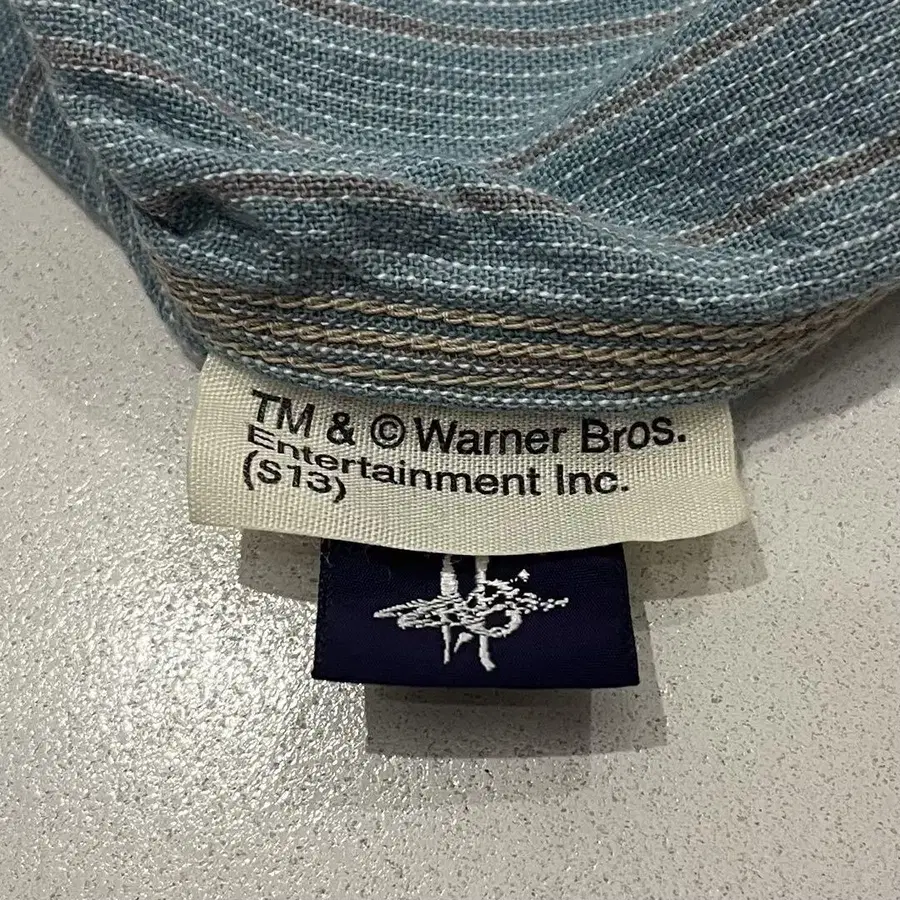 TM & © Warner Bros.
Entertainment Inc.
(S13)